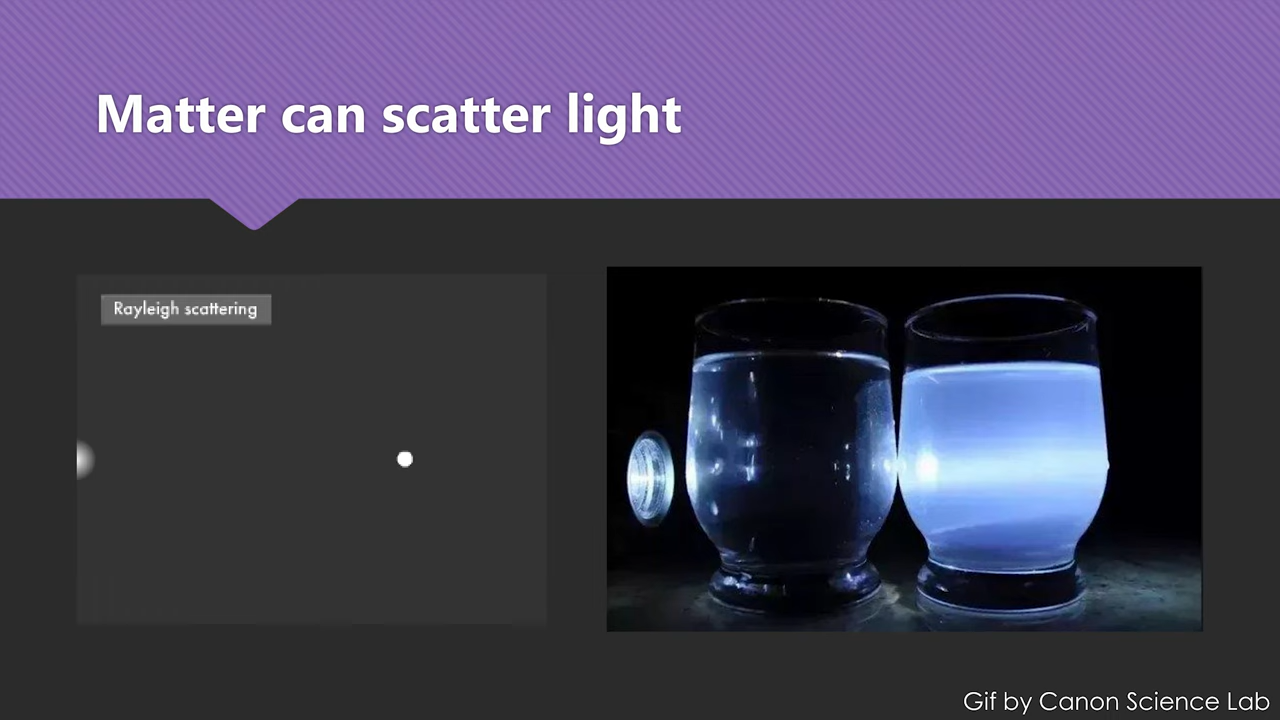 Matter can scatter light
Rayleigh scattering
Gif by Canon Science Lab